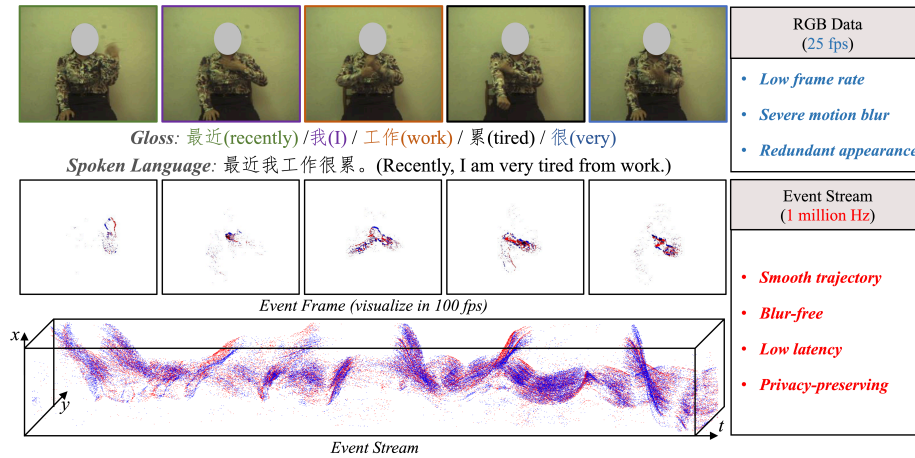 Gloss: 最近(recently) /我(I) / 工作(work) / 累(tired) / 很(very)
Spoken Language: 最近我工作很累。(Recently, I am very tired from work.)
Event Frame (visualize in 100 fps)
x
y
t
Event Stream
RGB Data
(25 fps)
• Low frame rate
• Severe motion blur
• Redundant appearance
Event Stream
(1 million Hz)
• Smooth trajectory
• Blur-free
• Low latency
• Privacy-preserving